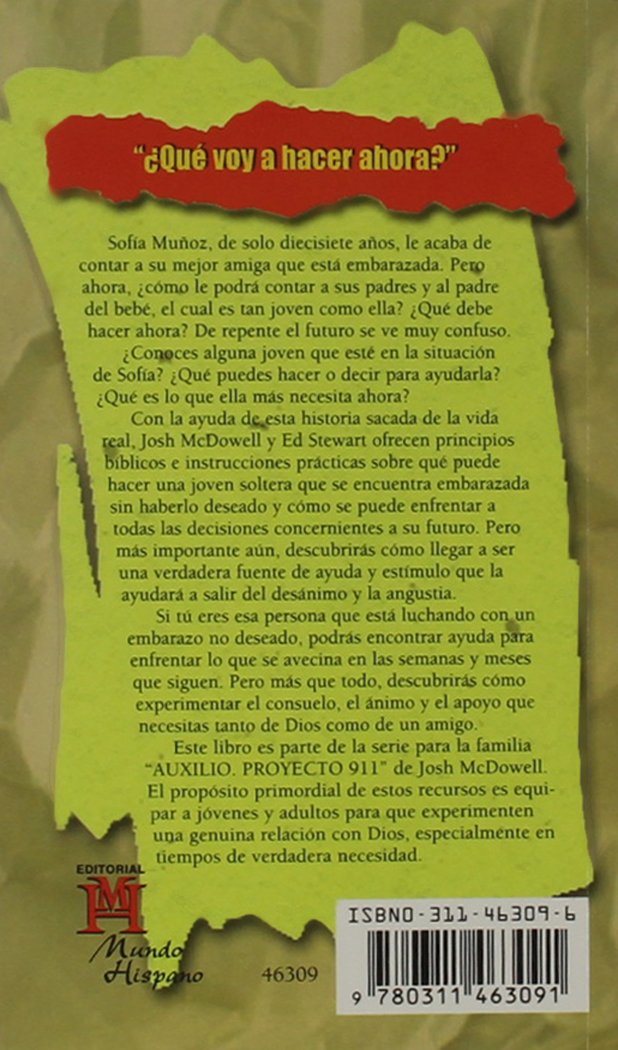 “¿Qué voy a hacer ahora?”
Sofía Muñoz, de solo diecisiete años, le acaba de
contar a su mejor amiga que está embarazada. Pero
ahora, ¿cómo le podrá contar a sus padres y al padre
del bebé, el cual es tan joven como ella? ¿Qué debe
hacer ahora? De repente el futuro se ve muy confuso.
¿Conoces alguna joven que esté en la situación
de Sofía? ¿Qué puedes hacer o decir para ayudarla?
¿Qué es lo que ella más necesita ahora?
Con la ayuda de esta historia sacada de la vida
real, Josh McDowell y Ed Stewart ofrecen principios
bíblicos e instrucciones prácticas sobre qué puede
hacer una joven soltera que se encuentra embarazada
sin haberlo deseado y cómo se puede enfrentar a
todas las decisiones concernientes a su futuro. Pero
más importante aún, descubrirás cómo llegar a ser
una verdadera fuente de ayuda y estímulo que la
ayudará a salir del desánimo y la angustia.
Si tú eres esa persona que está luchando con un
embarazo no deseado, podrás encontrar ayuda para
enfrentar lo que se avecina en las semanas y meses
que siguen. Pero más que todo, descubrirás cómo
experimentar el consuelo, el ánimo y el apoyo que
necesitas tanto de Dios como de un amigo.
Este libro es parte de la serie para la familia
“AUXILIO. PROYECTO 911” de Josh McDowell.
El propósito primordial de estos recursos es equi-
par a jóvenes y adultos para que experimenten
una genuina relación con Dios, especialmente en
tiempos de verdadera necesidad.
EDITORIAL
MH
Mundo
Hispano
46309
ISBN0-311-46309-6
9 780311 463091